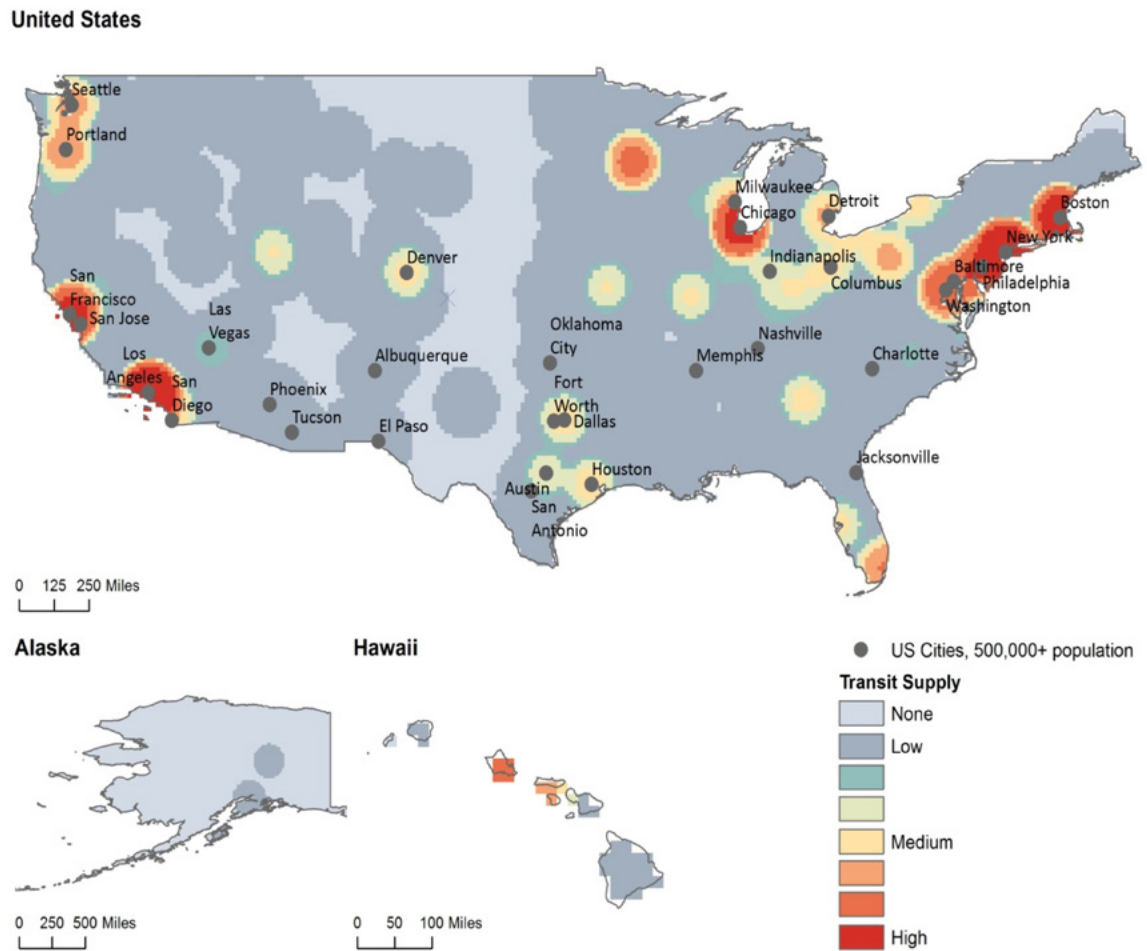 United States
Seattle
Portland
Milwaukee
Detroit
Chicago
Boston
New York
San
Francisco
San Jose
Denver
Indianapolis
Columbus
Baltimore
Philadelphia
Washington
Las
Vegas
Oklahoma
City
Nashville
Los
Angeles
San
Diego
Albuquerque
Memphis
Charlotte
Phoenix
Tucson
El Paso
Fort
Worth
Dallas
Houston
Austin
San
Antonio
Jacksonville
0 125 250 Miles
Alaska
Hawaii
0 250 500 Miles
0 50 100 Miles
US Cities, 500,000+ population
Transit Supply
None
Low
Medium
High